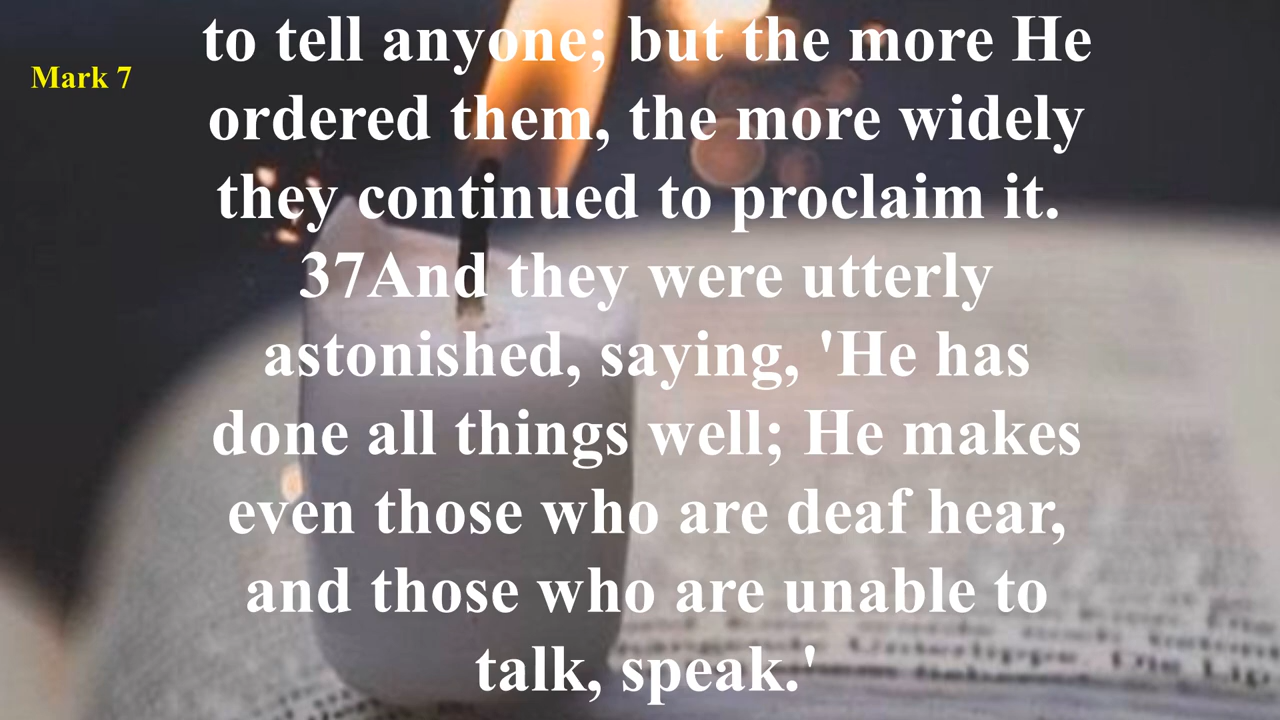 to tell anyone; but the more He
Mark 7
ordered them, the more widely
they continued to proclaim it.
37And they were utterly
astonished, saying, 'He has
done all things well; He makes
even those who are deaf hear,
and those who are unable to
talk, speak.'